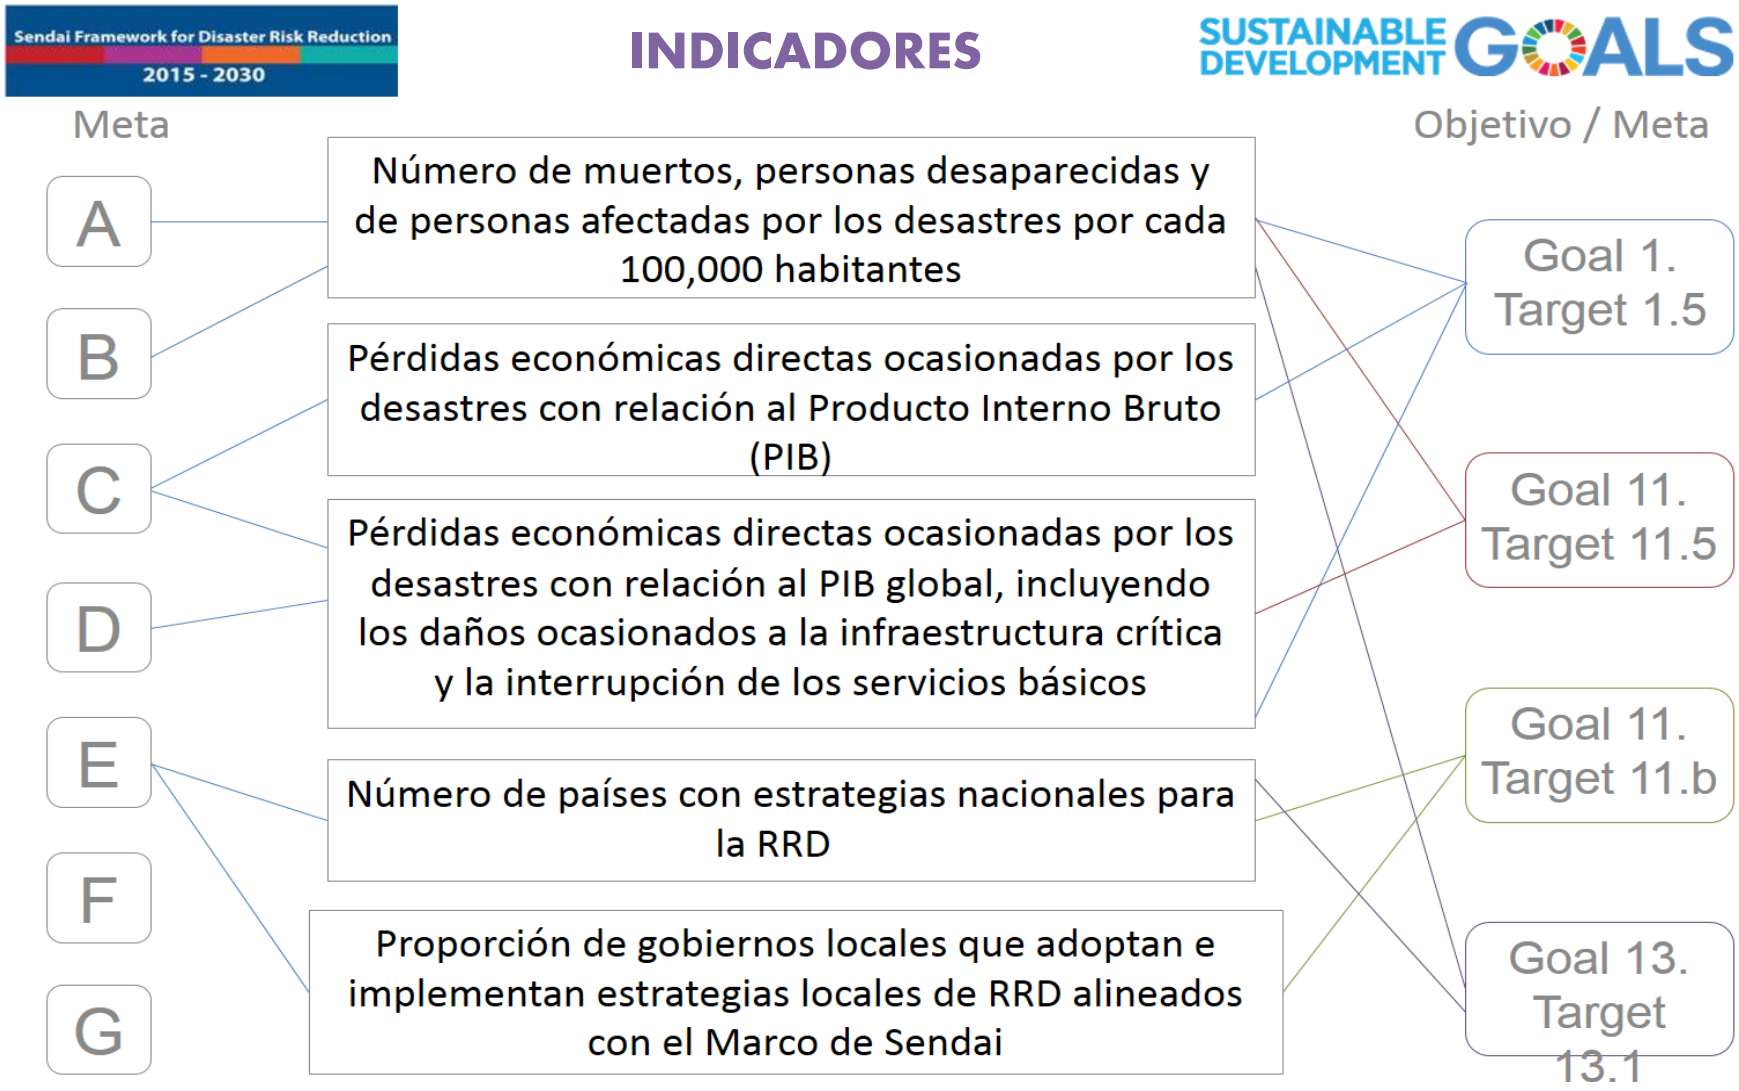 Sendai Framework for Disaster Risk Reduction
2015 - 2030
INDICADORES
SUSTAINABLE
DEVELOPMENT
GOALS
Meta
Objetivo / Meta
A
B
C
D
E
F
G
Número de muertos, personas desaparecidas y
de personas afectadas por los desastres por cada
100,000 habitantes
Pérdidas económicas directas ocasionadas por los
desastres con relación al Producto Interno Bruto
(PIB)
Pérdidas económicas directas ocasionadas por los
desastres con relación al PIB global, incluyendo
los daños ocasionados a la infraestructura crítica
y la interrupción de los servicios básicos
Número de países con estrategias nacionales para
la RRD
Proporción de gobiernos locales que adoptan e
implementan estrategias locales de RRD alineados
con el Marco de Sendai
Goal 1.
Target 1.5
Goal 11.
Target 11.5
Goal 11.
Target 11.b
Goal 13.
Target
13.1